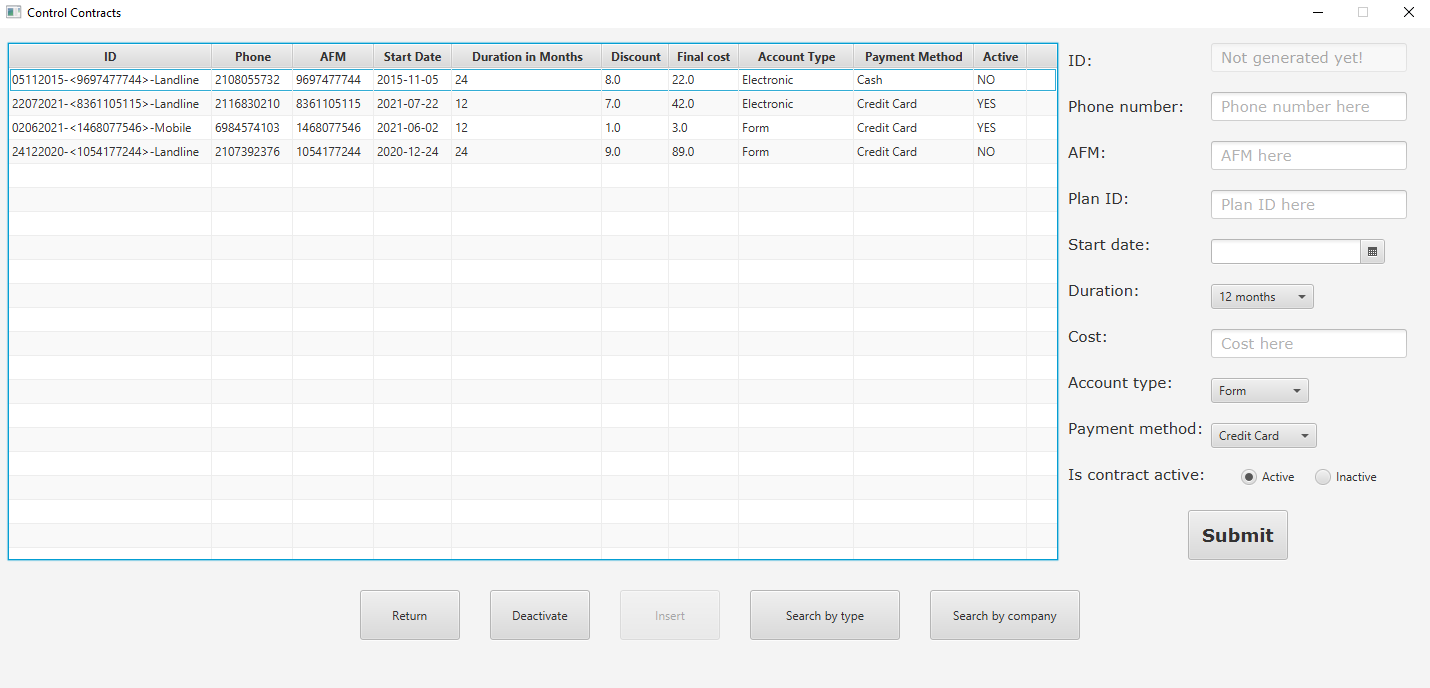 Control Contracts
ID Phone AFM Start Date Duration in Months Discount Final cost Account Type Payment Method Active
05112015-<9697477744>-Landline 2108055732 9697477744 2015-11-05 24 8.0 22.0 Electronic Cash NO
22072021-<8361105115>-Landline 2116830210 8361105115 2021-07-22 12 7.0 42.0 Electronic Credit Card YES
02062021-<1468077546>-Mobile 6984574103 1468077546 2021-06-02 12 1.0 3.0 Form Credit Card YES
24122020-<1054177244>-Landline 2107392376 1054177244 2020-12-24 24 9.0 89.0 Form Credit Card NO
ID: Not generated yet!
Phone number: Phone number here
AFM: AFM here
Plan ID: Plan ID here
Start date:
Duration: 12 months
Cost: Cost here
Account type: Form
Payment method: Credit Card
Is contract active: Active Inactive
Submit
Return Deactivate Insert Search by type Search by company